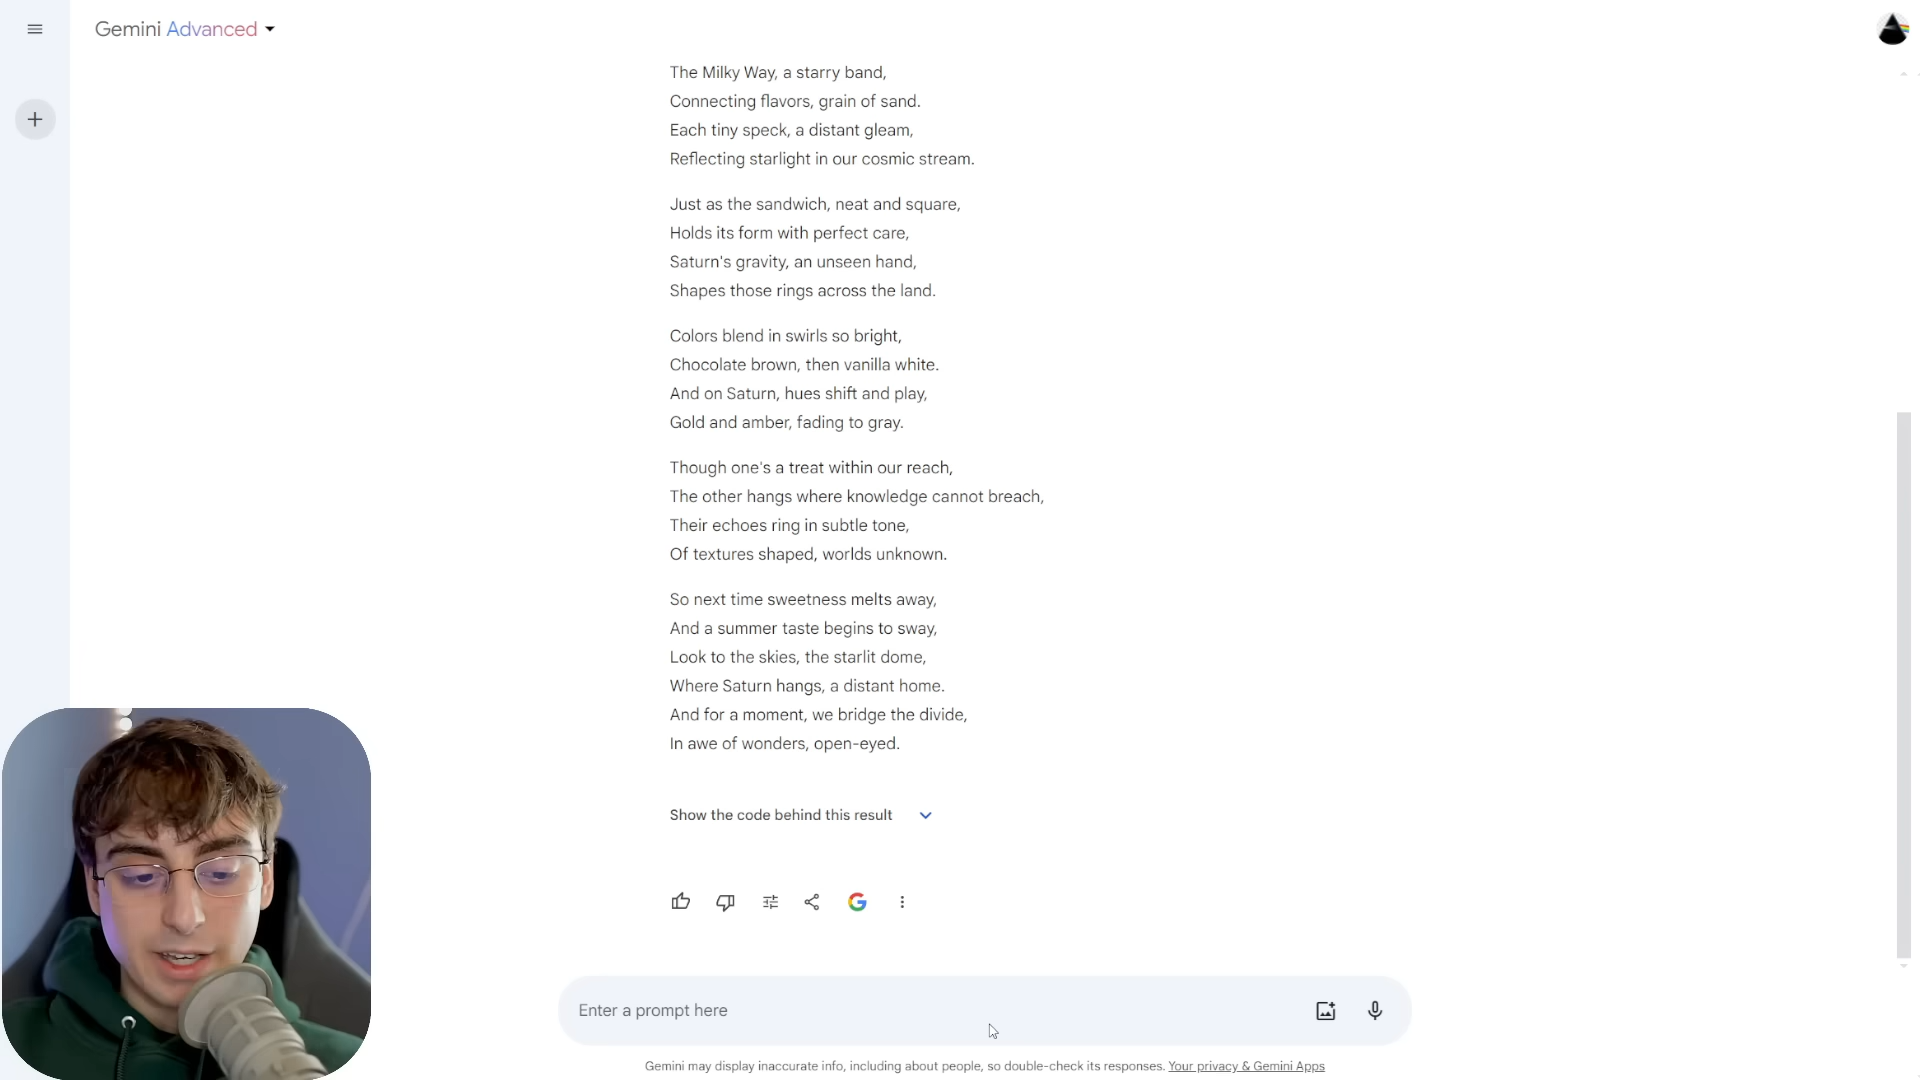 Gemini Advanced
The Milky Way, a starry band,
Connecting flavors, grain of sand.
Each tiny speck, a distant gleam,
Reflecting starlight in our cosmic stream.
Just as the sandwich, neat and square,
Holds its form with perfect care,
Saturn's gravity, an unseen hand,
Shapes those rings across the land.
Colors blend in swirls so bright,
Chocolate brown, then vanilla white.
And on Saturn, hues shift and play,
Gold and amber, fading to gray.
Though one's a treat within our reach,
The other hangs where knowledge cannot breach,
Their echoes ring in subtle tone,
Of textures shaped, worlds unknown.
So next time sweetness melts away,
And a summer taste begins to sway,
Look to the skies, the starlit dome,
Where Saturn hangs, a distant home.
And for a moment, we bridge the divide,
In awe of wonders, open-eyed.
Show the code behind this result
Enter a prompt here
Gemini may display inaccurate info, including about people, so double-check its responses. Your privacy & Gemini Apps